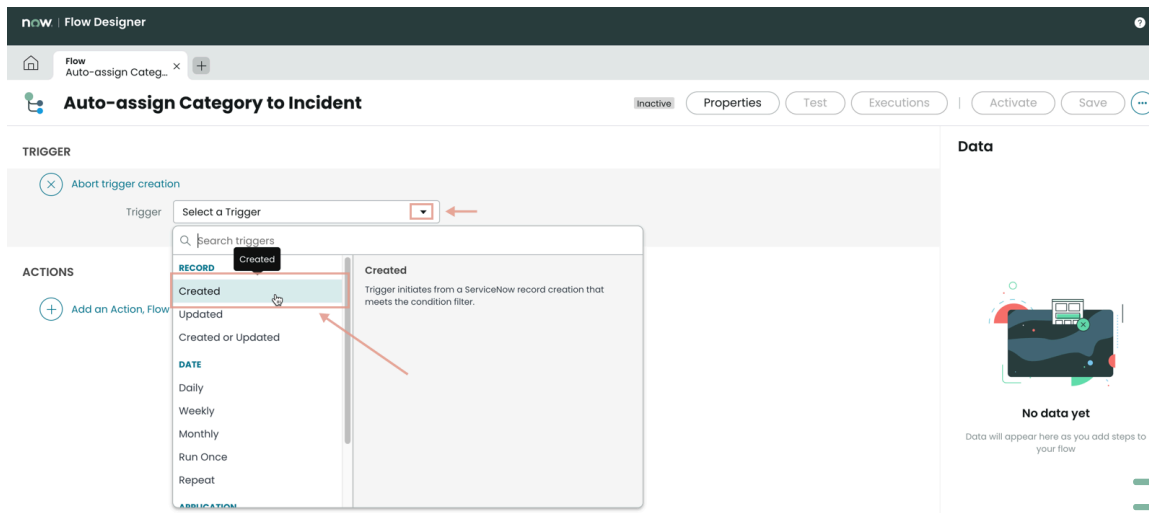 now. | Flow Designer
Flow
Auto-assign Categ...
Auto-assign Category to Incident
Inactive
Properties
Test
Executions
Activate
Save
TRIGGER
Abort trigger creation
Trigger
Select a Trigger
Search triggers
Created
RECORD
Created
Updated
Created or Updated
DATE
Daily
Weekly
Monthly
Run Once
Repeat
APPLICATION
Created
Trigger initiates from a ServiceNow record creation that
meets the condition filter.
ACTIONS
Add an Action, Flow
Data
No data yet
Data will appear here as you add steps to
your flow